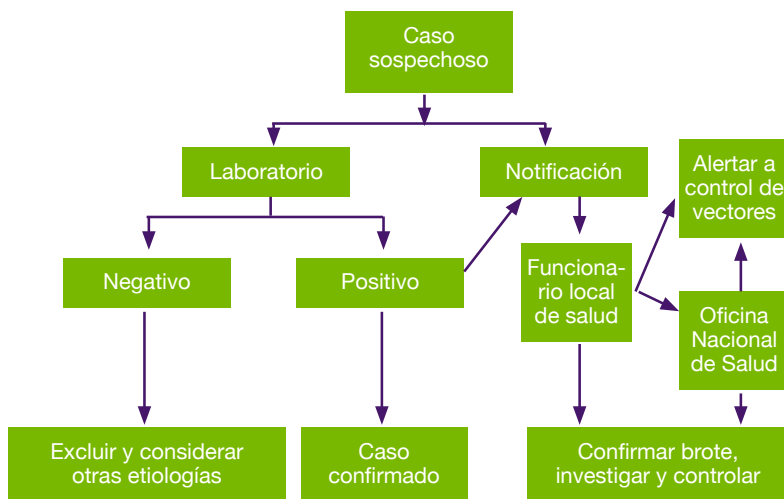 Caso
sospechoso
Laboratorio
Notificación
Alertar a
control de
vectores
Negativo
Positivo
Funciona-
rio local
de salud
Oficina
Nacional
de Salud
Excluir y considerar
otras etiologías
Caso
confirmado
Confirmar brote,
investigar y controlar